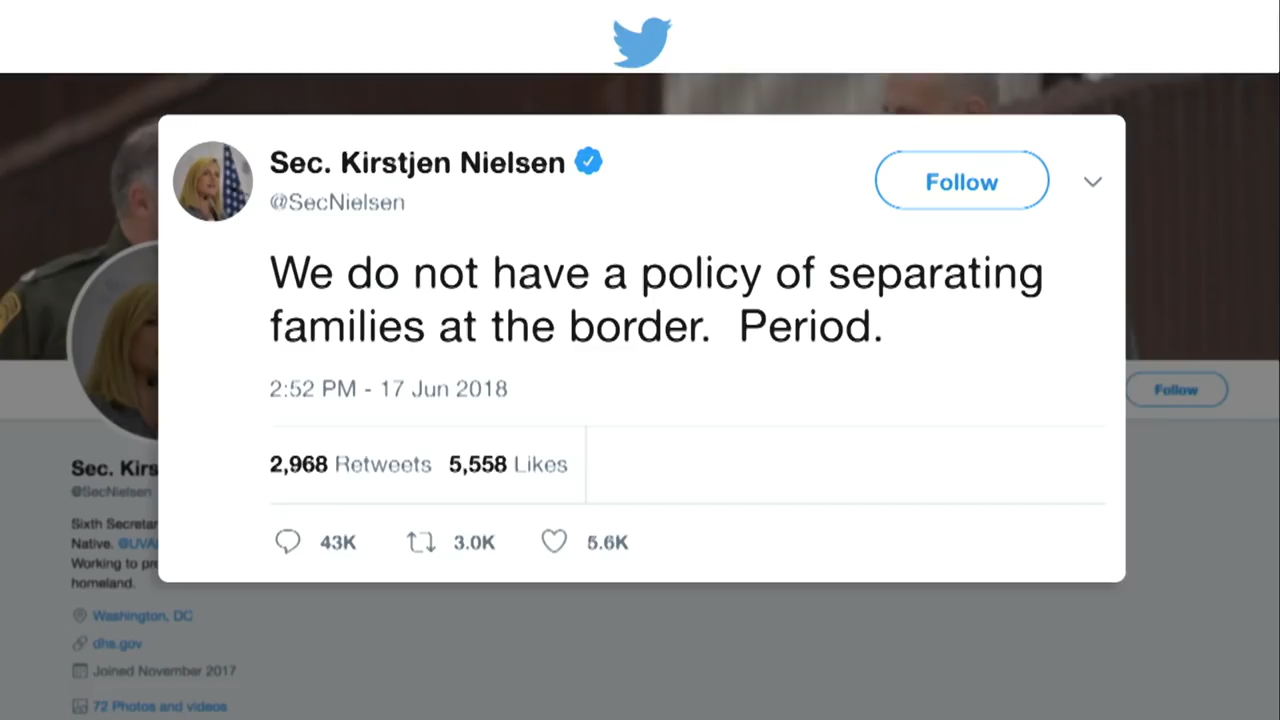 Sec. Kirstjen Nielsen
@SecNielsen
Follow
We do not have a policy of separating
families at the border.  Period.
2:52 PM - 17 Jun 2018
2,968 Retweets 5,558 Likes
43K 3.0K 5.6K
Follow
Sec. Kirs
@SecNielsen
Sixth Secretar
Native. @UVA
Working to pr
homeland.
Washington, DC
dhs.gov
Joined November 2017
72 Photos and videos